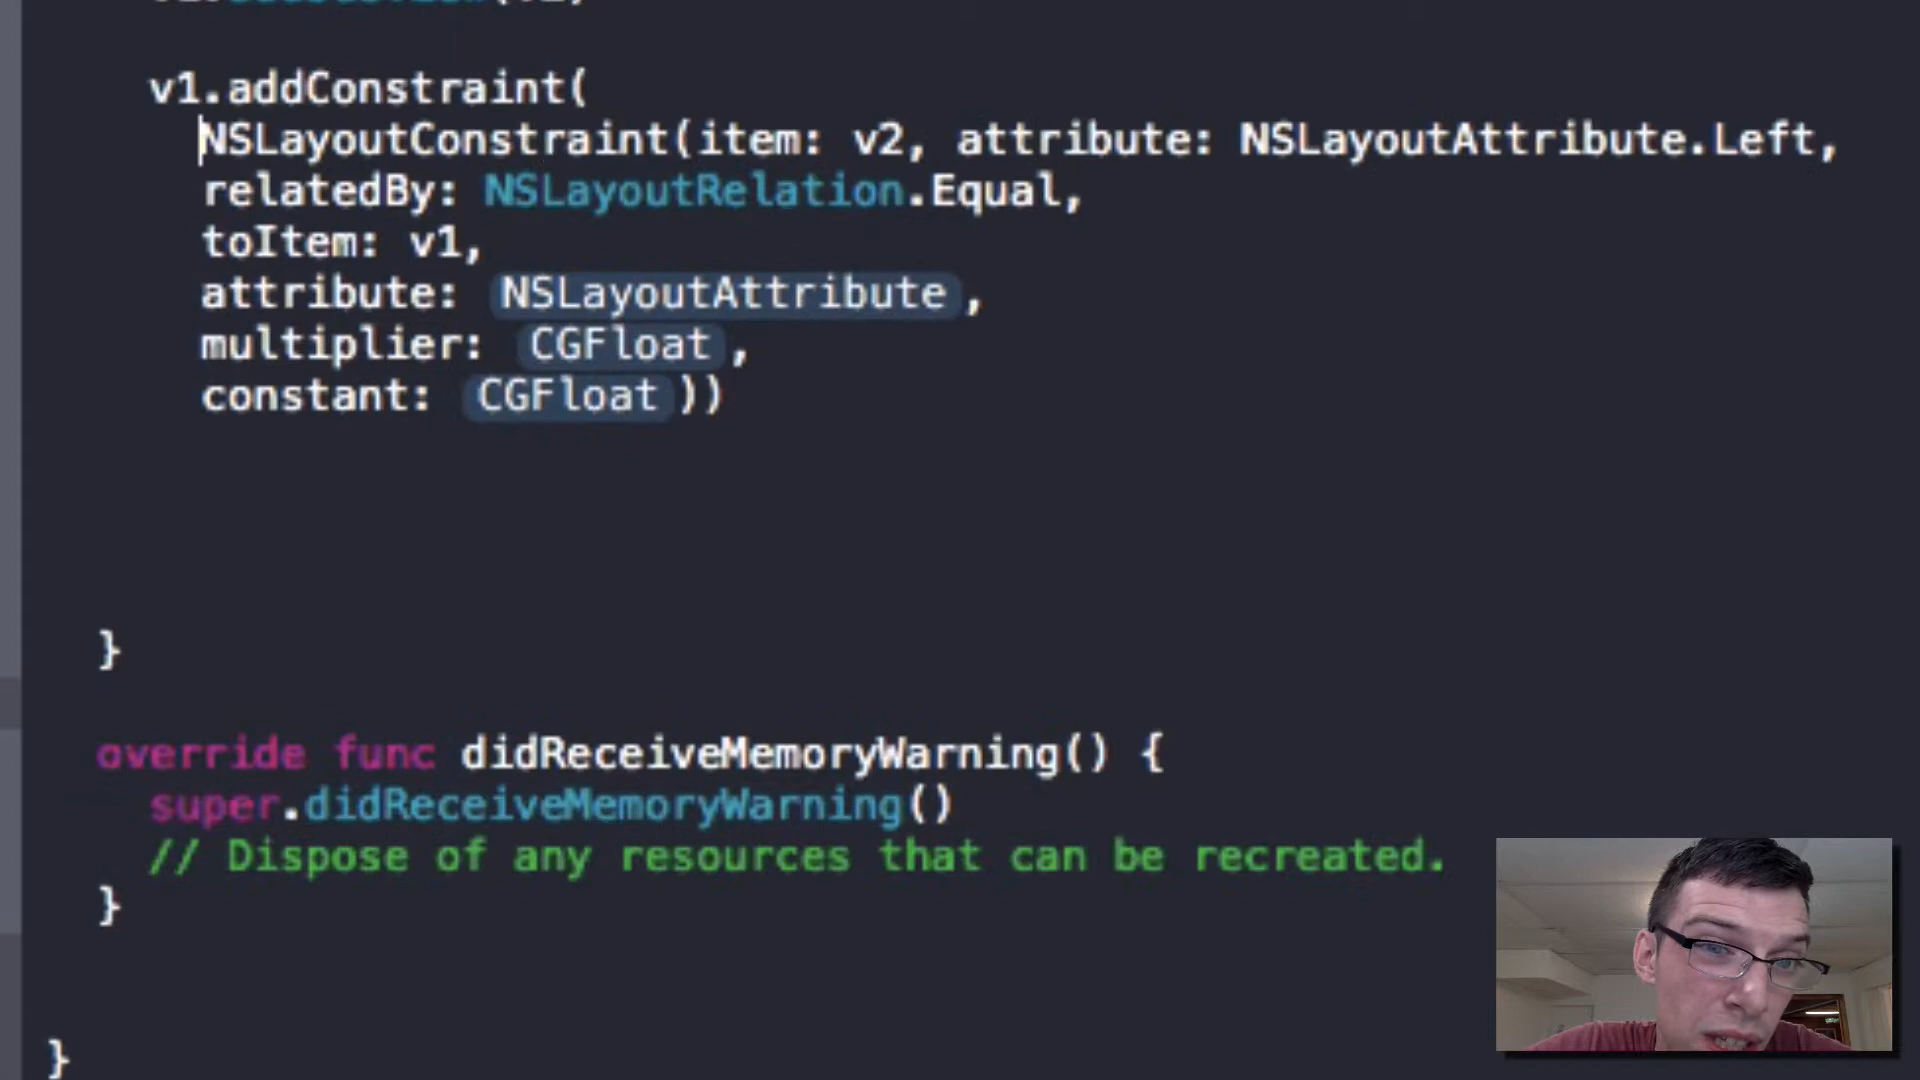 v1.addConstraint(
NSLayoutConstraint(item: v2, attribute: NSLayoutAttribute.Left,
relatedBy: NSLayoutRelation.Equal,
toItem: v1,
attribute: NSLayoutAttribute,
multiplier: CGFloat,
constant: CGFloat))
}
override func didReceiveMemoryWarning() {
super.didReceiveMemoryWarning()
// Dispose of any resources that can be recreated.
}
}